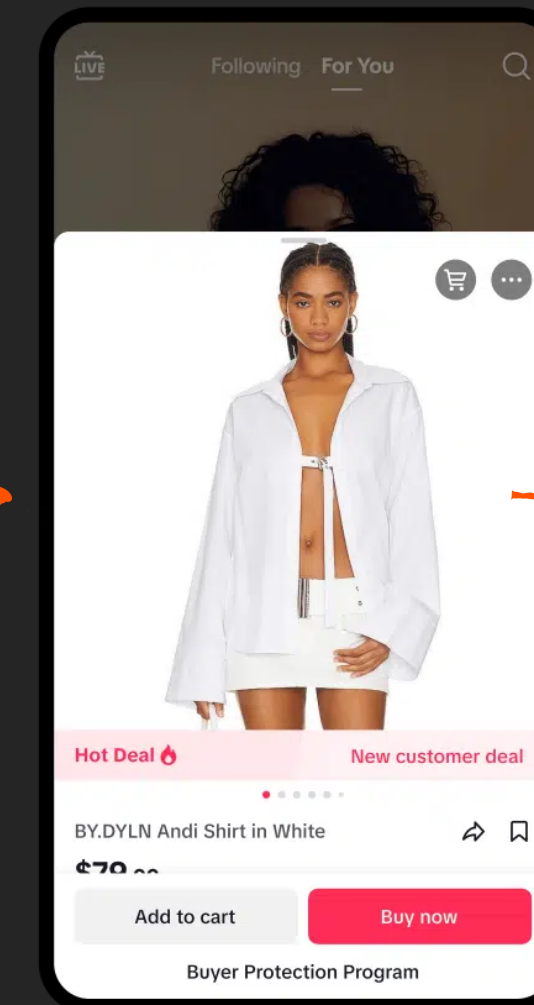 LIVE
Following For You
Hot Deal New customer deal
BY.DYLN Andi Shirt in White
$79
Add to cart Buy now
Buyer Protection Program